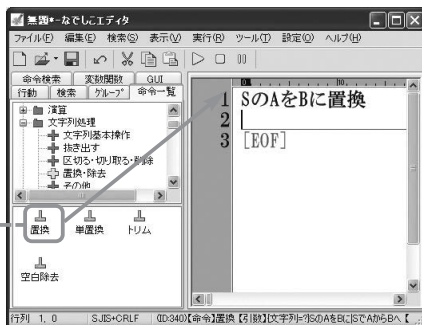 無題*-なでしこエディタ
ファイル(F) 編集(E) 検索(S) 表示(V) 実行(R) ツール(T) 設定(O) ヘルプ(H)
命令検索 変数関数 GUI
行動 検索 グループ 命令一覧
演算
文字列処理
文字列基本操作
抜き出す
区切る・切り取る・削除
置換・除去
その他
置換 単置換 トリム
空白除去
0 10
1 SのAをBに置換
2
3 [EOF]
行列 1, 0 SJIS+CRLF (ID:340)【命令】置換【引数】【文字列=?】SのAをBに|SでAからBへ【